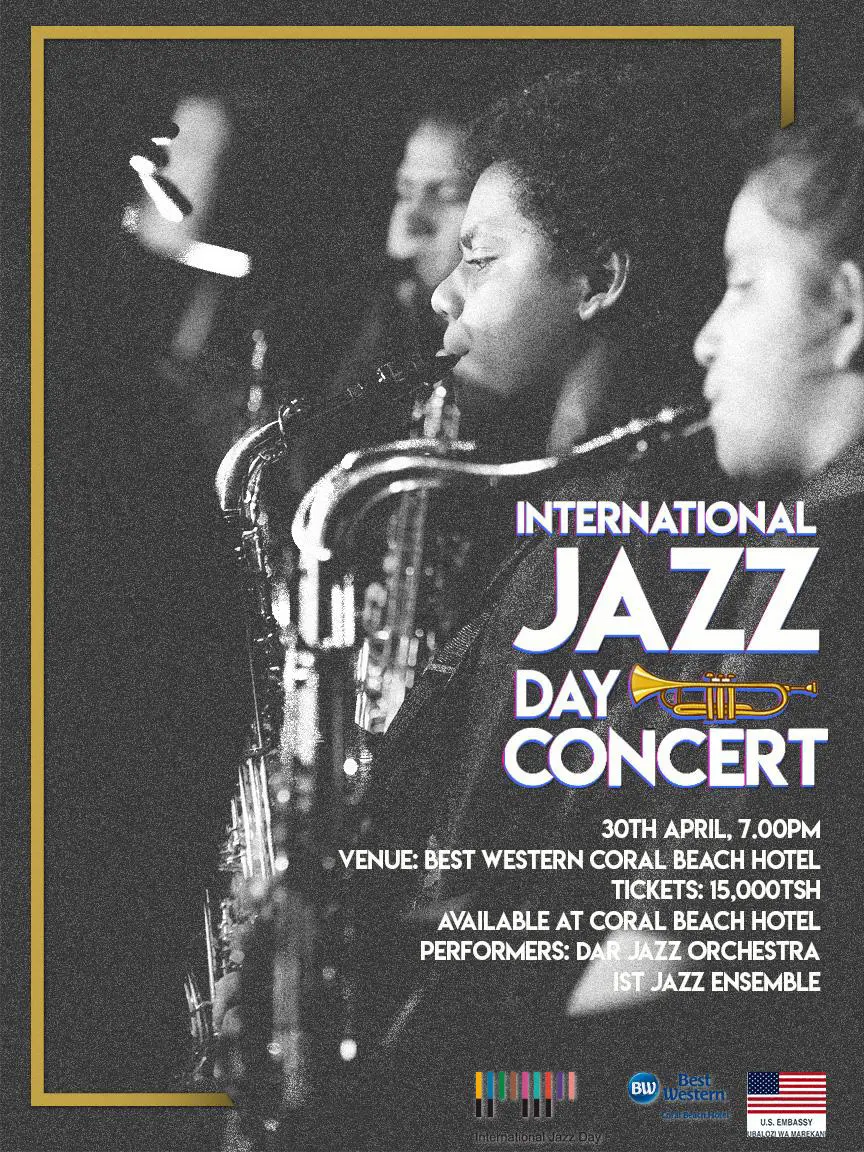 INTERNATIONAL
JAZZ
DAY
CONCERT
30TH APRIL, 7.00PM
VENUE: BEST WESTERN CORAL BEACH HOTEL
TICKETS: 15,000TSH
AVAILABLE AT CORAL BEACH HOTEL
PERFORMERS: DAR JAZZ ORCHESTRA
IST JAZZ ENSEMBLE
International Jazz Day
BW
Best
Western
Coral Beach Hotel
U.S. EMBASSY
UBALOZI WA MAREKANI